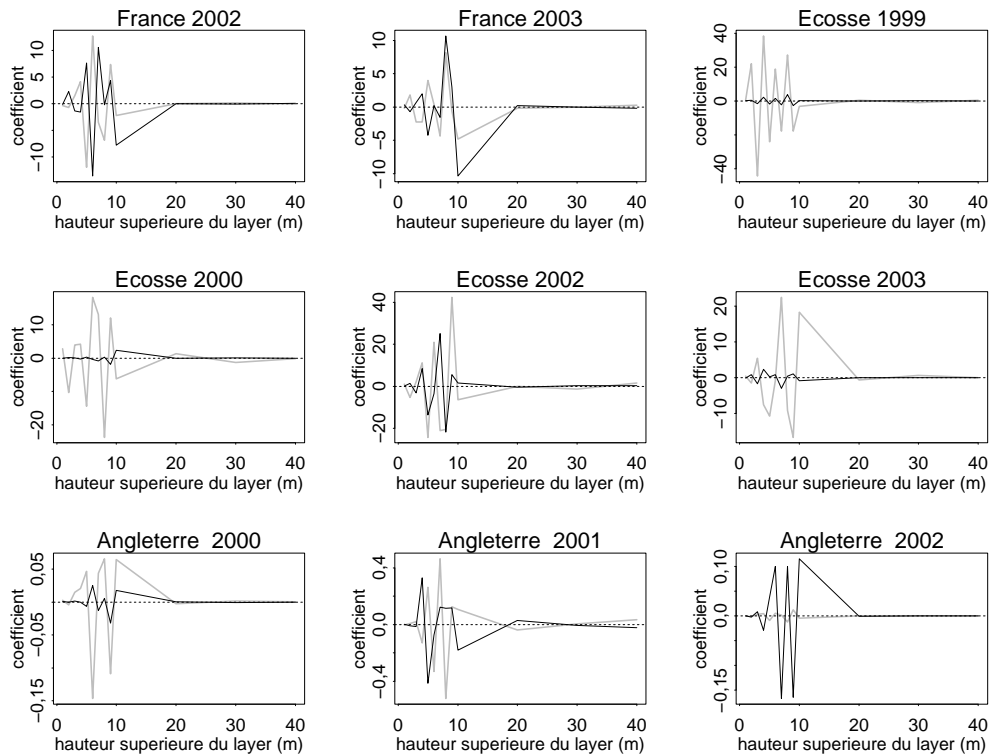 France 2002
coefficient
10
5
0
−10
0 10 20 30 40
hauteur superieure du layer (m)
France 2003
coefficient
10
5
0
−5
−10
0 10 20 30 40
hauteur superieure du layer (m)
Ecosse 1999
coefficient
40
20
0
−40
0 10 20 30 40
hauteur superieure du layer (m)
Ecosse 2000
coefficient
10
0
−20
0 10 20 30 40
hauteur superieure du layer (m)
Ecosse 2002
coefficient
40
20
0
−20
0 10 20 30 40
hauteur superieure du layer (m)
Ecosse 2003
coefficient
20
10
0
−10
0 10 20 30 40
hauteur superieure du layer (m)
Angleterre 2000
coefficient
0,05
−0,05
−0,15
0 10 20 30 40
hauteur superieure du layer (m)
Angleterre 2001
coefficient
0,4
0,0
−0,4
0 10 20 30 40
hauteur superieure du layer (m)
Angleterre 2002
coefficient
0,10
0,0
−0,15
0 10 20 30 40
hauteur superieure du layer (m)